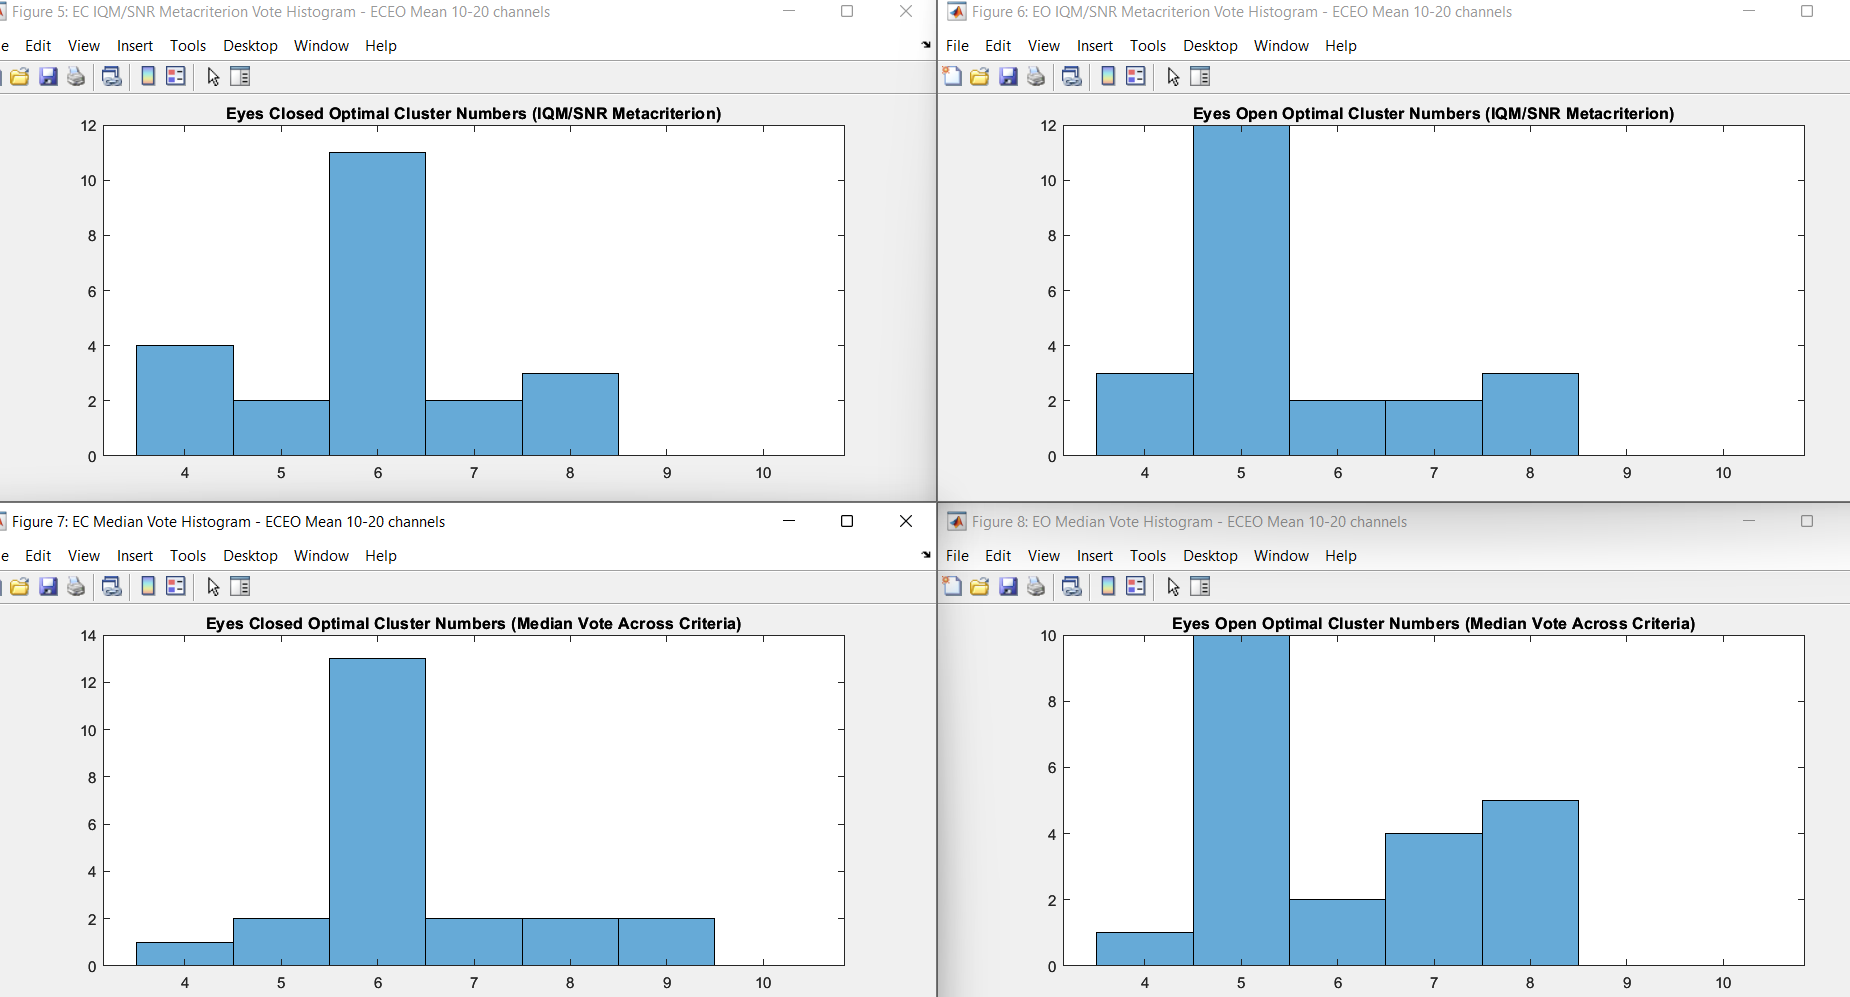 Figure 5: EC IQM/SNR Metacriterion Vote Histogram - ECEO Mean 10-20 channels
e Edit View Insert Tools Desktop Window Help
Eyes Closed Optimal Cluster Numbers (IQM/SNR Metacriterion)
12
10
8
6
4
2
0
4 5 6 7 8 9 10
Figure 6: EO IQM/SNR Metacriterion Vote Histogram - ECEO Mean 10-20 channels
File Edit View Insert Tools Desktop Window Help
Eyes Open Optimal Cluster Numbers (IQM/SNR Metacriterion)
12
10
8
6
4
2
0
4 5 6 7 8 9 10
Figure 7: EC Median Vote Histogram - ECEO Mean 10-20 channels
e Edit View Insert Tools Desktop Window Help
Eyes Closed Optimal Cluster Numbers (Median Vote Across Criteria)
14
12
10
8
6
4
2
0
4 5 6 7 8 9 10
Figure 8: EO Median Vote Histogram - ECEO Mean 10-20 channels
File Edit View Insert Tools Desktop Window Help
Eyes Open Optimal Cluster Numbers (Median Vote Across Criteria)
10
8
6
4
2
0
4 5 6 7 8 9 10